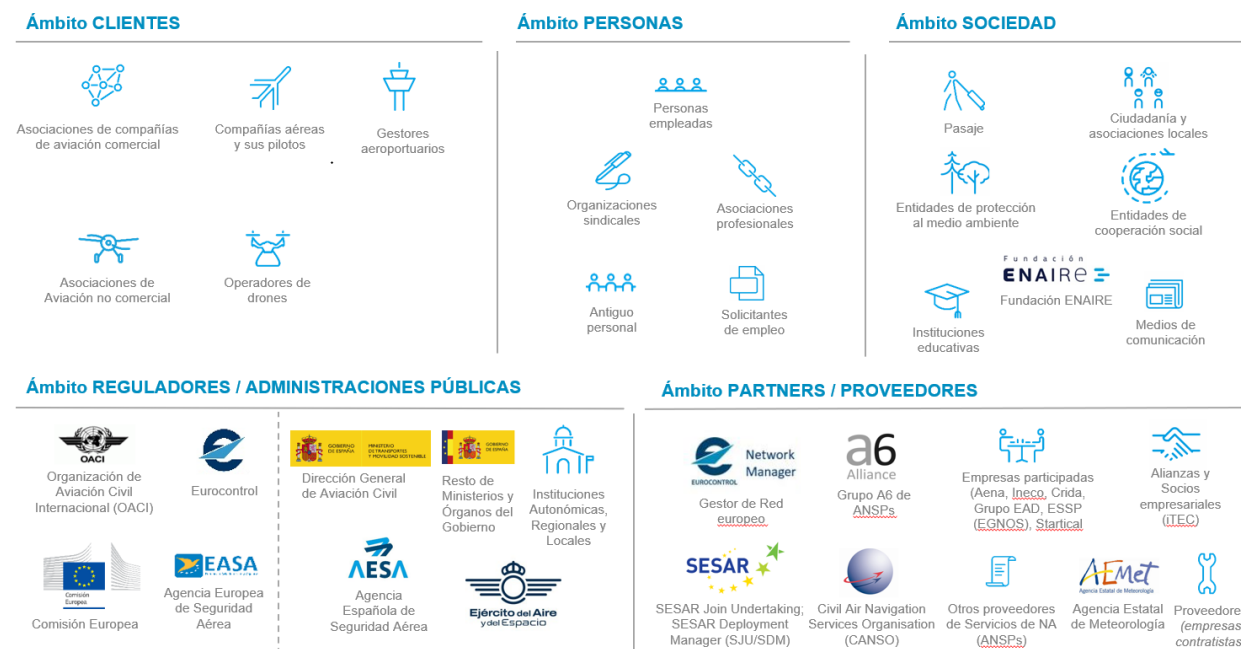 Ámbito CLIENTES
Asociaciones de compañías
de aviación comercial
Compañías aéreas
y sus pilotos
Gestores
aeroportuarios
Asociaciones de
Aviación no comercial
Operadores de
drones
Ámbito PERSONAS
Personas
empleadas
Organizaciones
sindicales
Asociaciones
profesionales
Antiguo
personal
Solicitantes
de empleo
Ámbito SOCIEDAD
Pasaje
Ciudadanía y
asociaciones locales
Entidades de protección
al medio ambiente
Entidades de
cooperación social
Fundación
ENAIRe
Fundación ENAIRE
Instituciones
educativas
Medios de
comunicación
Ámbito REGULADORES / ADMINISTRACIONES PÚBLICAS
OACI
Organización de
Aviación Civil
Internacional (OACI)
Eurocontrol
GOBIERNO
DE ESPAÑA
MINISTERIO
DE TRANSPORTES
Y MOVILIDAD SOSTENIBLE
Dirección General
de Aviación Civil
GOBIERNO
DE ESPAÑA
Resto de
Ministerios y
Órganos del
Gobierno
Instituciones
Autonómicas,
Regionales y
Locales
Comisión
Europea
Comisión Europea
EASA
Agencia Europea
de Seguridad
Aérea
AESA
Agencia
Española de
Seguridad Aérea
Ejército del Aire
y del Espacio
Ámbito PARTNERS / PROVEEDORES
EUROCONTROL
Network
Manager
Gestor de Red
europeo
a6
Alliance
Grupo A6 de
ANSPs
Empresas participadas
(Aena, Ineco, Crida,
Grupo EAD, ESSP
(EGNOS), Startical
Alianzas y
Socios
empresariales
(iTEC)
SESAR
SESAR Join Undertaking;
SESAR Deployment
Manager (SJU/SDM)
Civil Air Navigation
Services Organisation
(CANSO)
Otros proveedores
de Servicios de NA
(ANSPs)
AEMet
Agencia Estatal de Meteorología
Agencia Estatal
de Meteorología
Proveedore
(empresas
contratistas